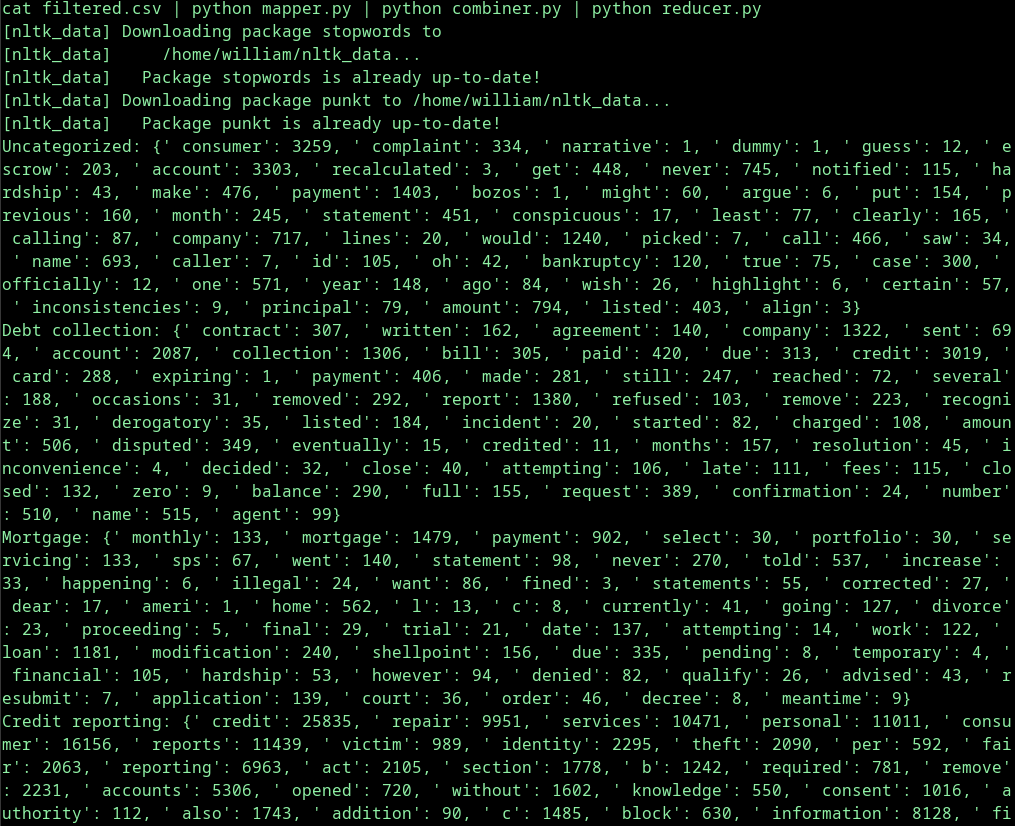 cat filtered.csv | python mapper.py | python combiner.py | python reducer.py
[nltk_data] Downloading package stopwords to
[nltk_data]     /home/william/nltk_data...
[nltk_data]   Package stopwords is already up-to-date!
[nltk_data] Downloading package punkt to /home/william/nltk_data...
[nltk_data]   Package punkt is already up-to-date!
Uncategorized: {' consumer': 3259, ' complaint': 334, ' narrative': 1, ' dummy': 1, ' guess': 12, ' e
scrow': 203, ' account': 3303, ' recalculated': 3, ' get': 448, ' never': 745, ' notified': 115, ' ha
rdship': 43, ' make': 476, ' payment': 1403, ' bozos': 1, ' might': 60, ' argue': 6, ' put': 154, ' p
revious': 160, ' month': 245, ' statement': 451, ' conspicuous': 17, ' least': 77, ' clearly': 165, '
 calling': 87, ' company': 717, ' lines': 20, ' would': 1240, ' picked': 7, ' call': 466, ' saw': 34,
 ' name': 693, ' caller': 7, ' id': 105, ' oh': 42, ' bankruptcy': 120, ' true': 75, ' case': 300, '
officially': 12, ' one': 571, ' year': 148, ' ago': 84, ' wish': 26, ' highlight': 6, ' certain': 57,
 ' inconsistencies': 9, ' principal': 79, ' amount': 794, ' listed': 403, ' align': 3}
Debt collection: {' contract': 307, ' written': 162, ' agreement': 140, ' company': 1322, ' sent': 69
4, ' account': 2087, ' collection': 1306, ' bill': 305, ' paid': 420, ' due': 313, ' credit': 3019, '
 card': 288, ' expiring': 1, ' payment': 406, ' made': 281, ' still': 247, ' reached': 72, ' several'
: 188, ' occasions': 31, ' removed': 292, ' report': 1380, ' refused': 103, ' remove': 223, ' recogni
ze': 31, ' derogatory': 35, ' listed': 184, ' incident': 20, ' started': 82, ' charged': 108, ' amoun
t': 506, ' disputed': 349, ' eventually': 15, ' credited': 11, ' months': 157, ' resolution': 45, ' i
nconvenience': 4, ' decided': 32, ' close': 40, ' attempting': 106, ' late': 111, ' fees': 115, ' clo
sed': 132, ' zero': 9, ' balance': 290, ' full': 155, ' request': 389, ' confirmation': 24, ' number'
: 510, ' name': 515, ' agent': 99}
Mortgage: {' monthly': 133, ' mortgage': 1479, ' payment': 902, ' select': 30, ' portfolio': 30, ' se
rvicing': 133, ' sps': 67, ' went': 140, ' statement': 98, ' never': 270, ' told': 537, ' increase':
33, ' happening': 6, ' illegal': 24, ' want': 86, ' fined': 3, ' statements': 55, ' corrected': 27, '
 dear': 17, ' ameri': 1, ' home': 562, ' l': 13, ' c': 8, ' currently': 41, ' going': 127, ' divorce'
: 23, ' proceeding': 5, ' final': 29, ' trial': 21, ' date': 137, ' attempting': 14, ' work': 122, '
loan': 1181, ' modification': 240, ' shellpoint': 156, ' due': 335, ' pending': 8, ' temporary': 4, '
 financial': 105, ' hardship': 53, ' however': 94, ' denied': 82, ' qualify': 26, ' advised': 43, ' r
esubmit': 7, ' application': 139, ' court': 36, ' order': 46, ' decree': 8, ' meantime': 9}
Credit reporting: {' credit': 25835, ' repair': 9951, ' services': 10471, ' personal': 11011, ' consu
mer': 16156, ' reports': 11439, ' victim': 989, ' identity': 2295, ' theft': 2090, ' per': 592, ' fai
r': 2063, ' reporting': 6963, ' act': 2105, ' section': 1778, ' b': 1242, ' required': 781, ' remove'
: 2231, ' accounts': 5306, ' opened': 720, ' without': 1602, ' knowledge': 550, ' consent': 1016, ' a
uthority': 112, ' also': 1743, ' addition': 90, ' c': 1485, ' block': 630, ' information': 8128, ' fi